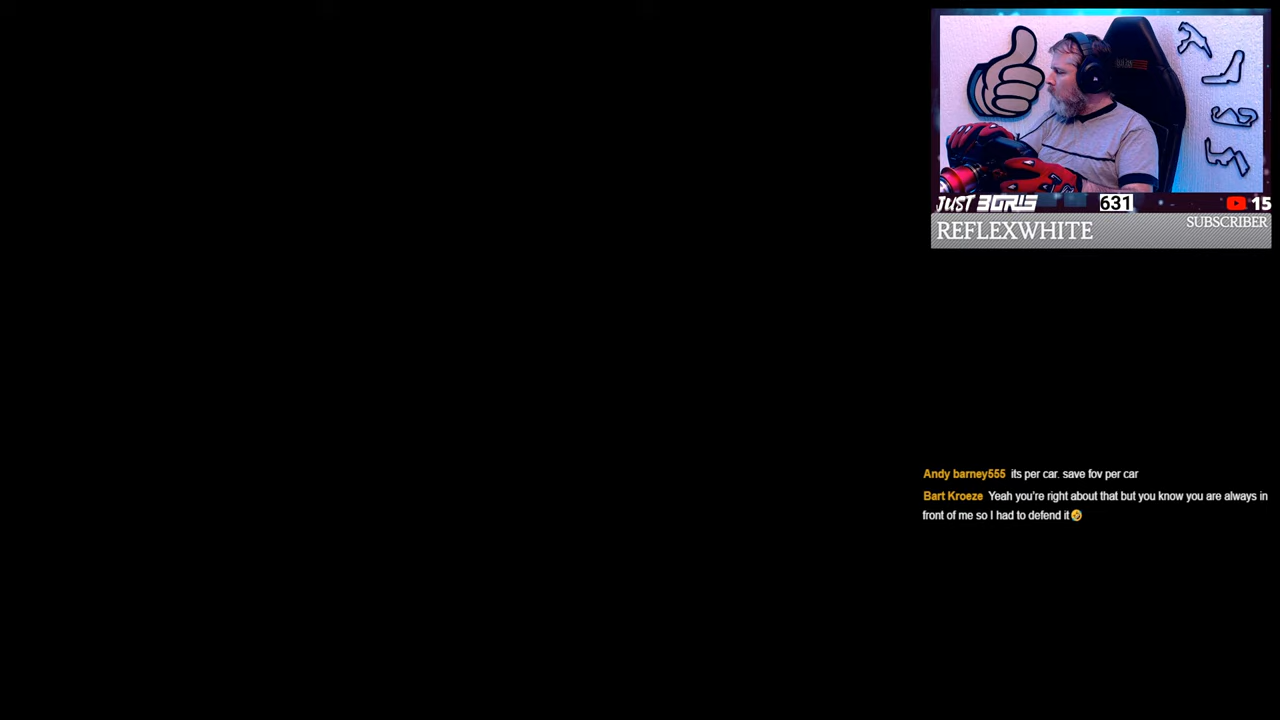 JUST BORIS
631
15
REFLEXWHITE
SUBSCRIBER
Andy barney555 its per car. save fov per car
Bart Kroeze Yeah you're right about that but you know you are always in
front of me so I had to defend it🤣